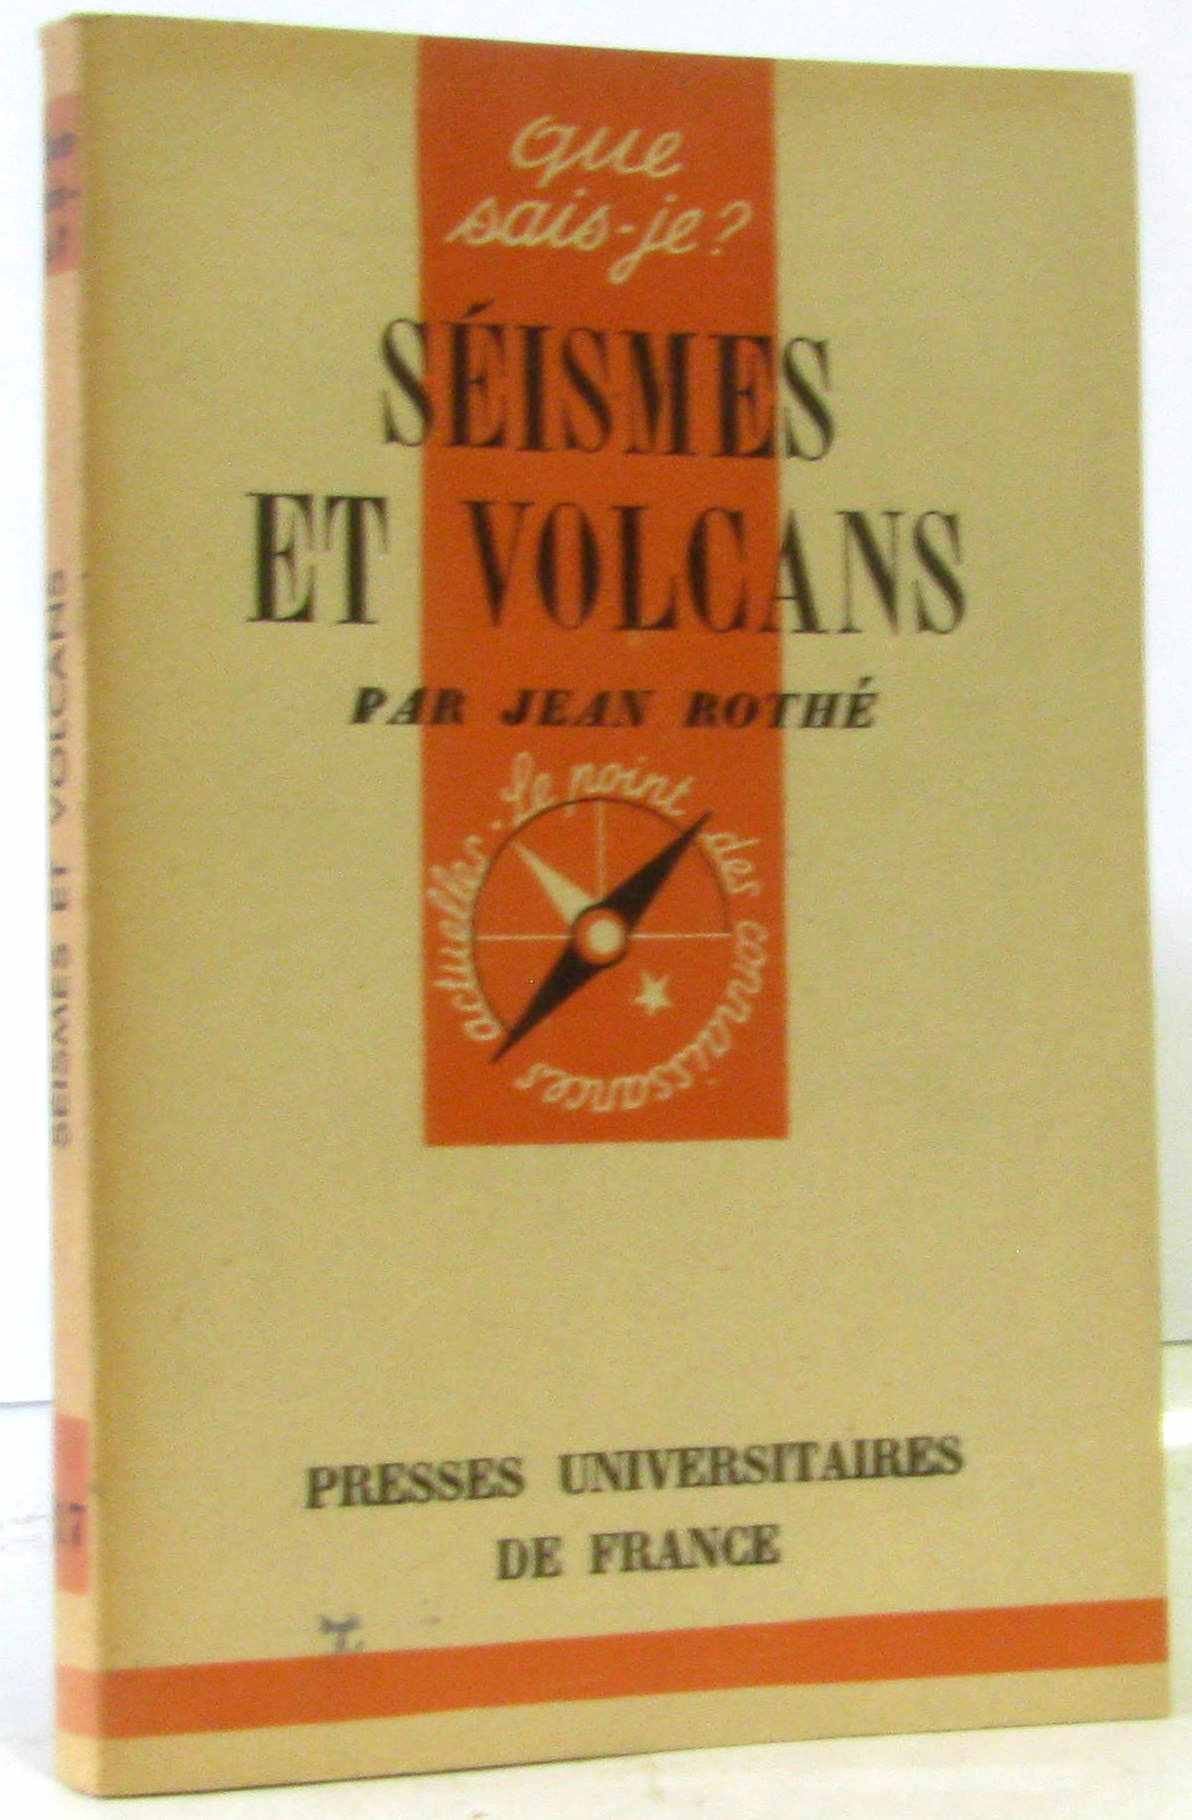 que
sais-je?
SÉISMES
ET VOLCANS
PAR JEAN ROTHÉ
Le point des connaissances actuelles -
PRESSES UNIVERSITAIRES
DE FRANCE
SÉISMES ET VOLCANS